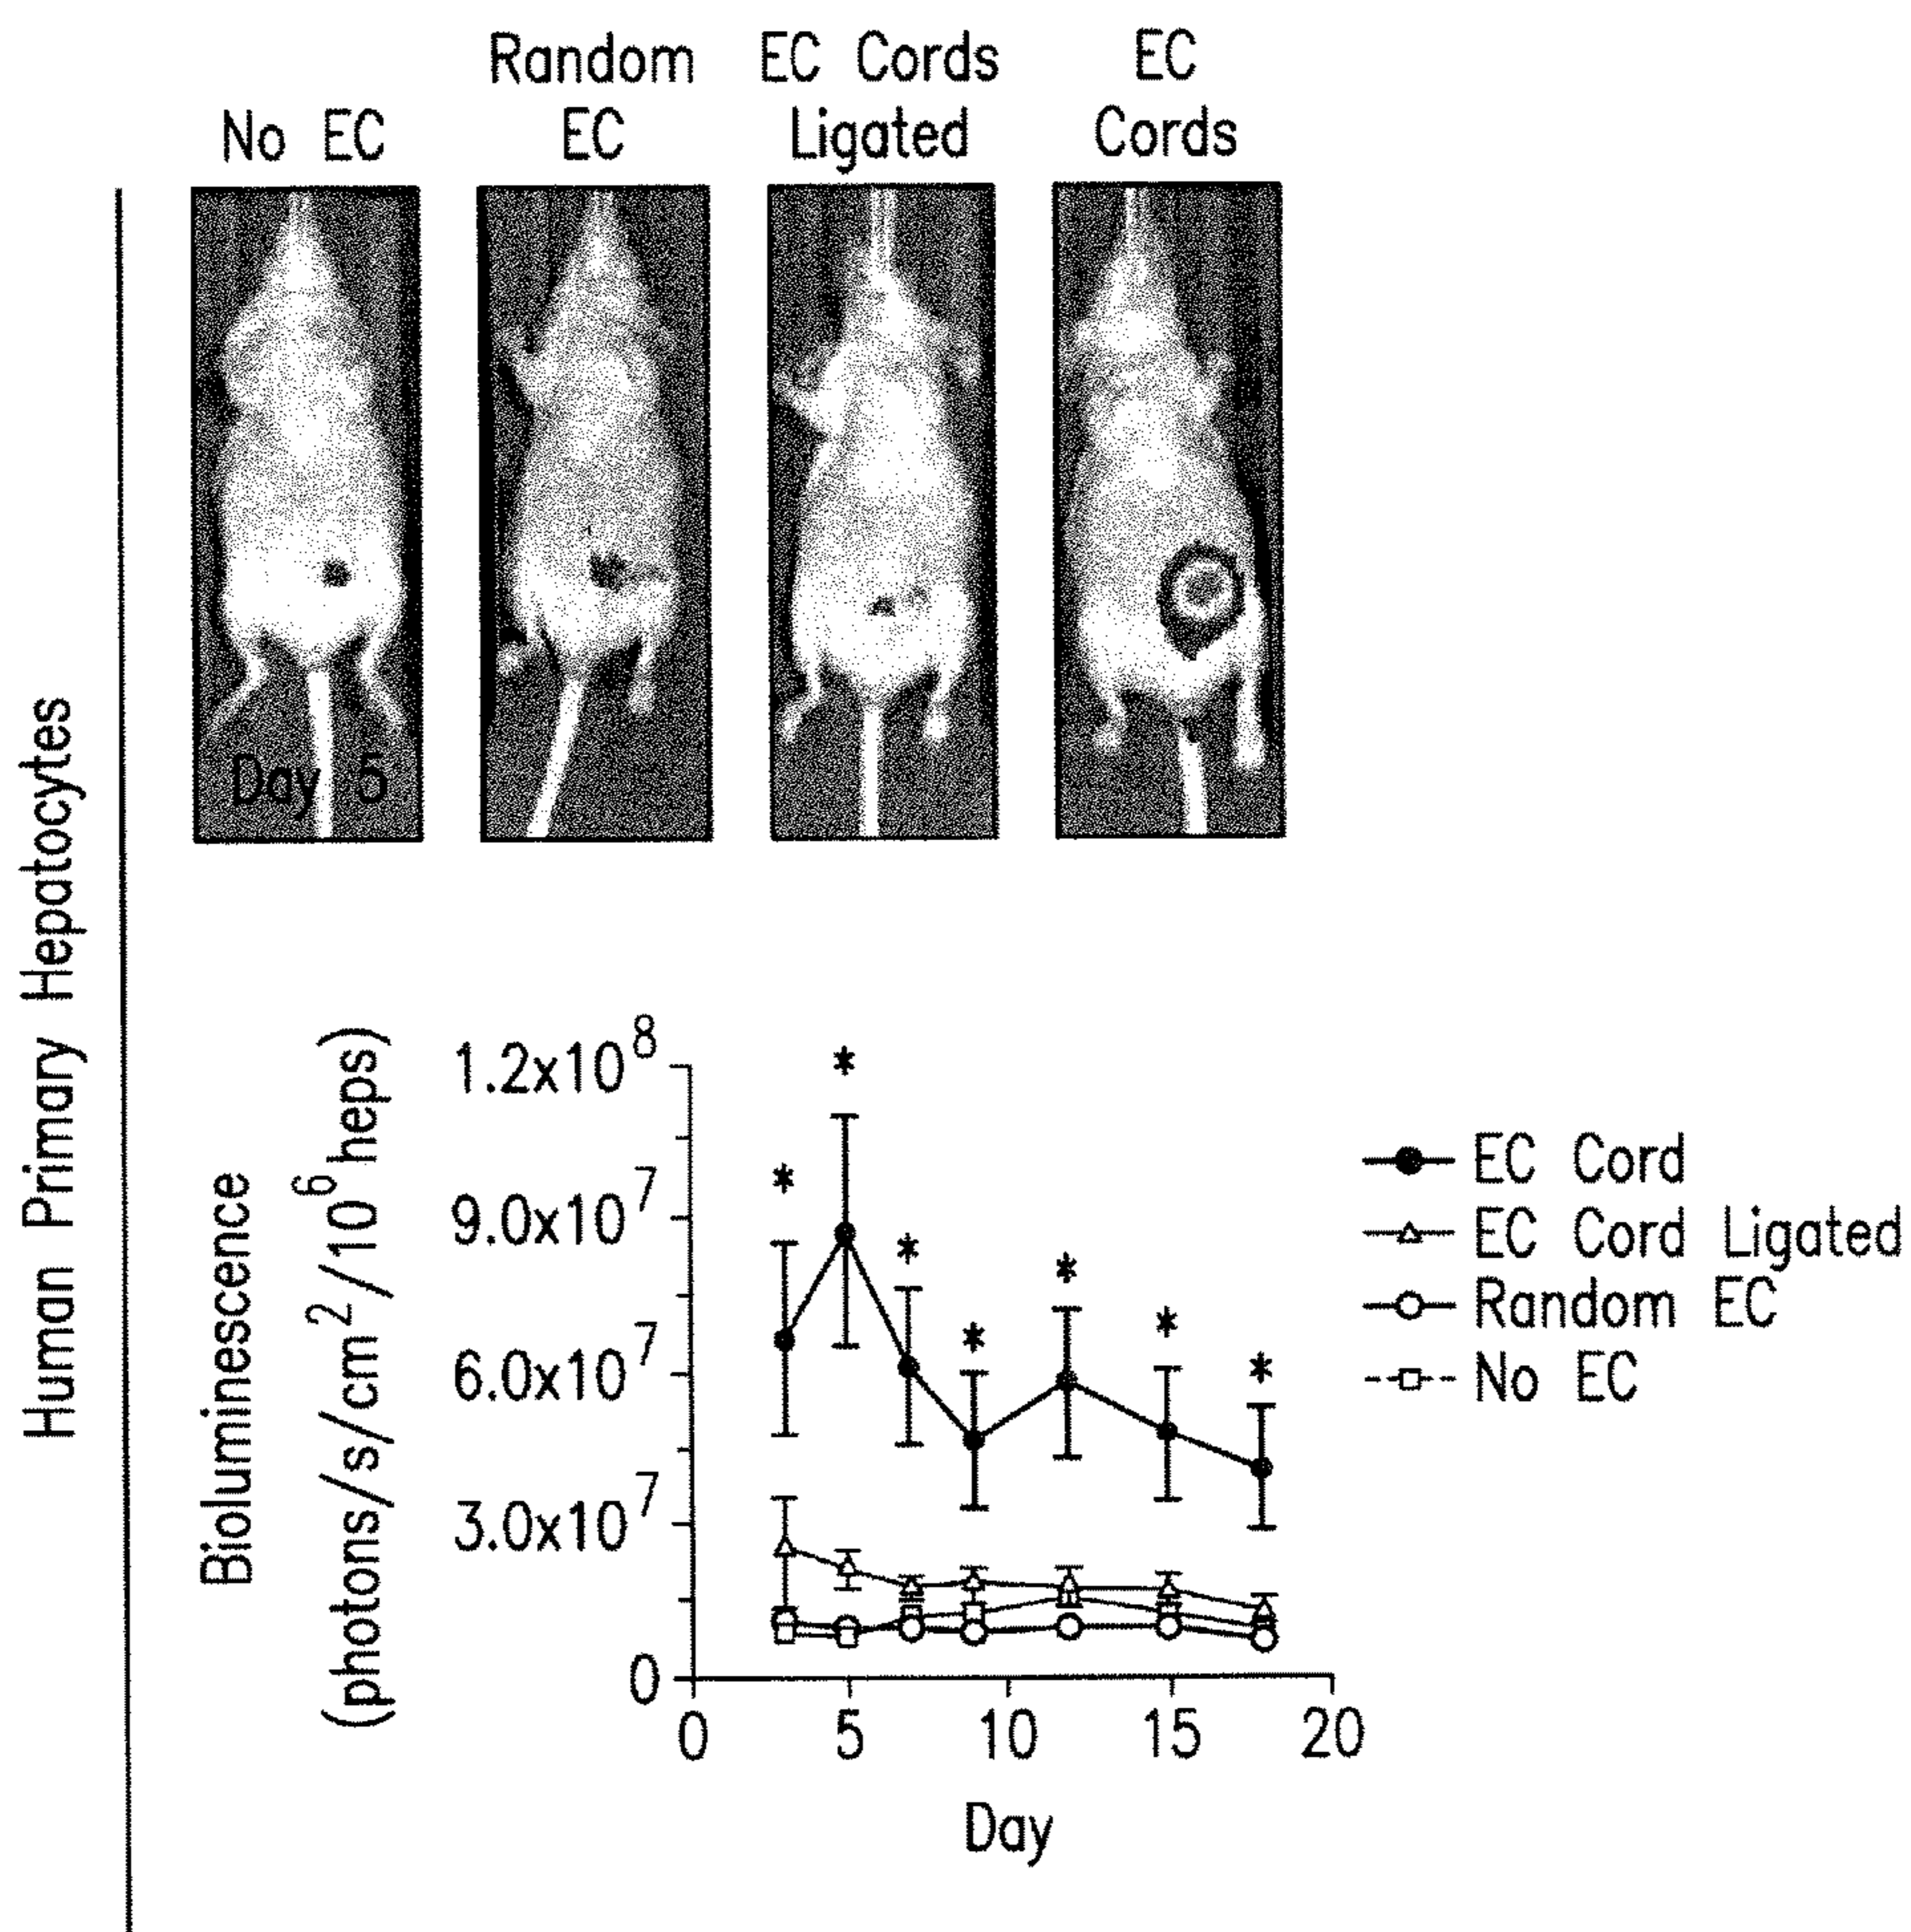 No EC
Random
EC
EC Cords
Ligated
EC
Cords
Day 5
Human Primary Hepatocytes
Bioluminescence
(photons/s/cm²/10⁶ heps)
1.2x10⁸
9.0x10⁷
6.0x10⁷
3.0x10⁷
0
*
*
*
*
*
*
*
0 5 10 15 20
Day
EC Cord
EC Cord Ligated
Random EC
No EC